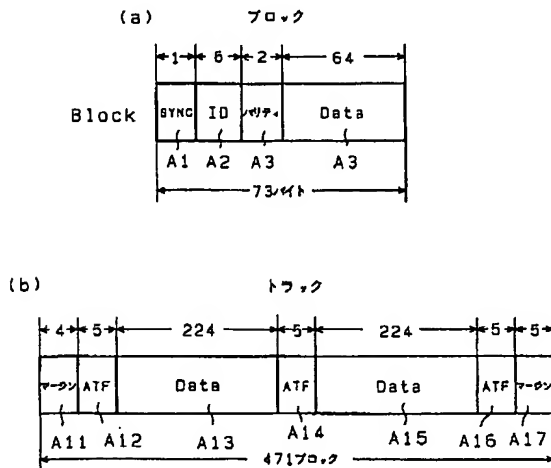 (a) ブロック
1 6 2 64
Block SYNC ID パリティ Data
A1 A2 A3 A3
73バイト
(b) トラック
4 5 224 5 224 5 5
マージン ATF Data ATF Data ATF マージン
A11 A12 A13 A14 A15 A16 A17
471ブロック